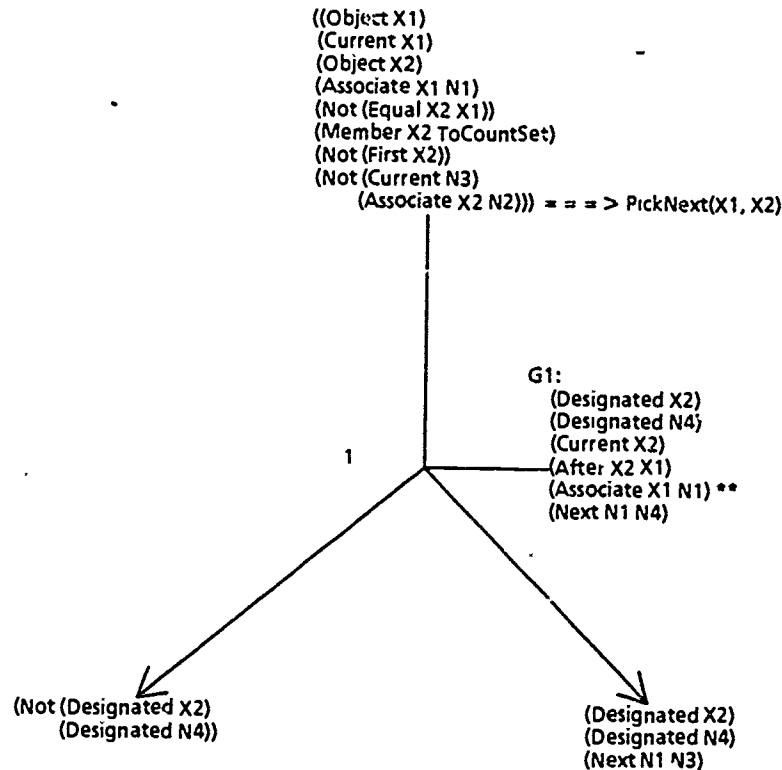 ((Object X1)
(Current X1)
(Object X2)
(Associate X1 N1)
(Not (Equal X2 X1))
(Member X2 ToCountSet)
(Not (First X2))
(Not (Current N3)
(Associate X2 N2))) = = = > PickNext(X1, X2)
G1:
(Designated X2)
(Designated N4)
(Current X2)
(After X2 X1)
(Associate X1 N1) **
(Next N1 N4)
1
(Not (Designated X2)
(Designated N4))
(Designated X2)
(Designated N4)
(Next N1 N3)